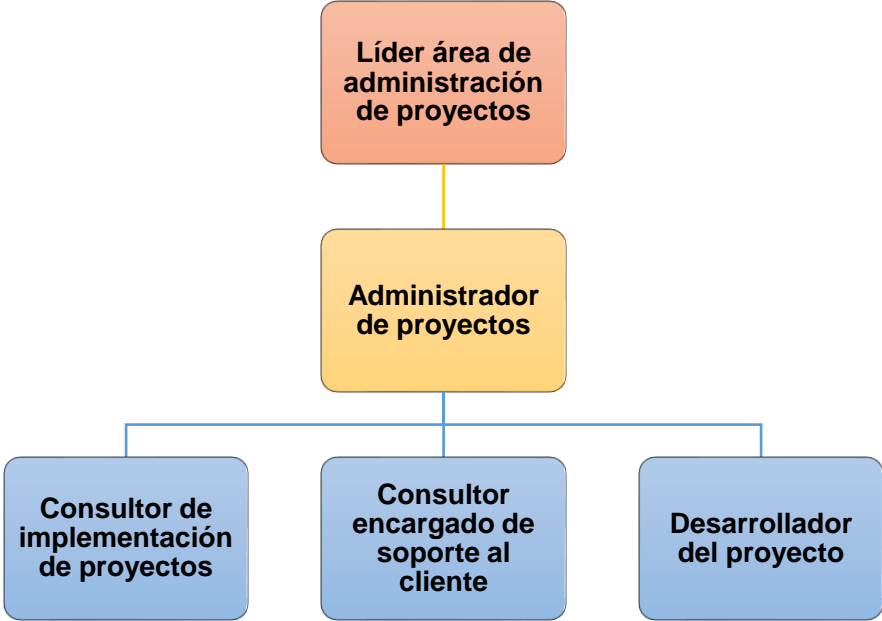 Líder área de
administración
de proyectos
Administrador
de proyectos
Consultor de
implementación
de proyectos
Consultor
encargado de
soporte al
cliente
Desarrollador
del proyecto